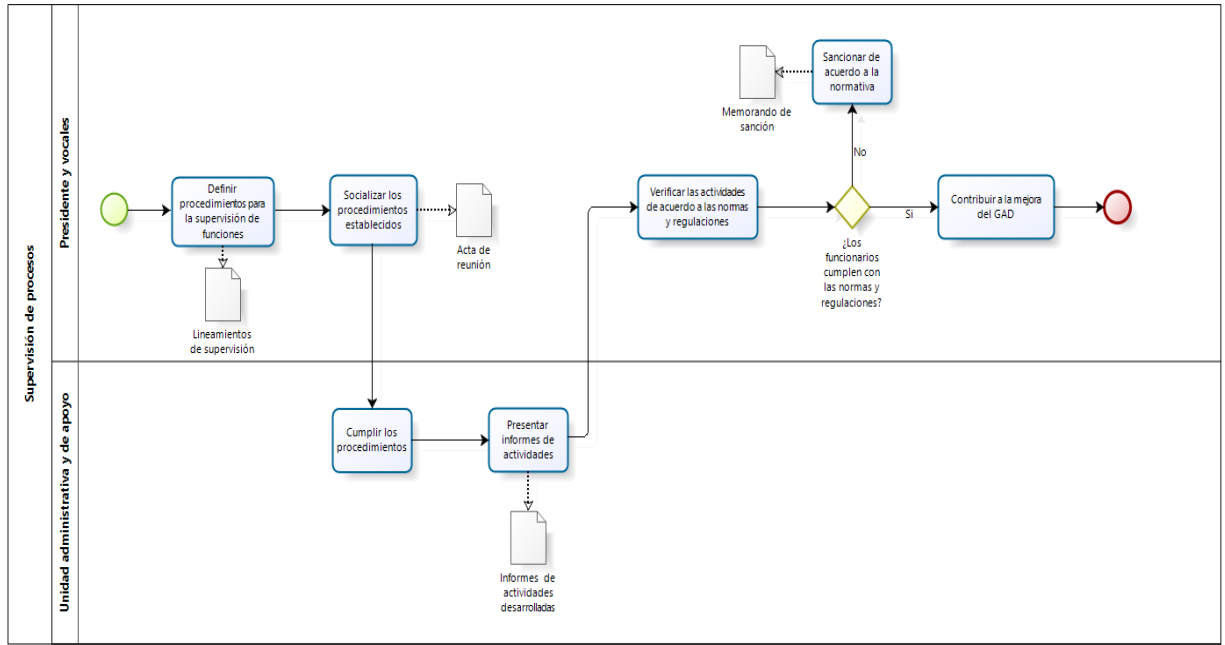 Supervisión de procesos
Presidente y vocales
Definir
procedimientos para
la supervisión de
funciones
Lineamientos
de supervisión
Socializar los
procedimientos
establecidos
Acta de
reunión
Verificar las actividades
de acuerdo a las normas
y regulaciones
¿Los
funcionarios
cumplen con
las normas y
regulaciones?
No
Sancionar de
acuerdo a la
normativa
Memorando de
sanción
Si
Contribuir a la mejora
del GAD
Unidad administrativa y de apoyo
Cumplir los
procedimientos
Presentar
informes de
actividades
Informes de
actividades
desarrolladas